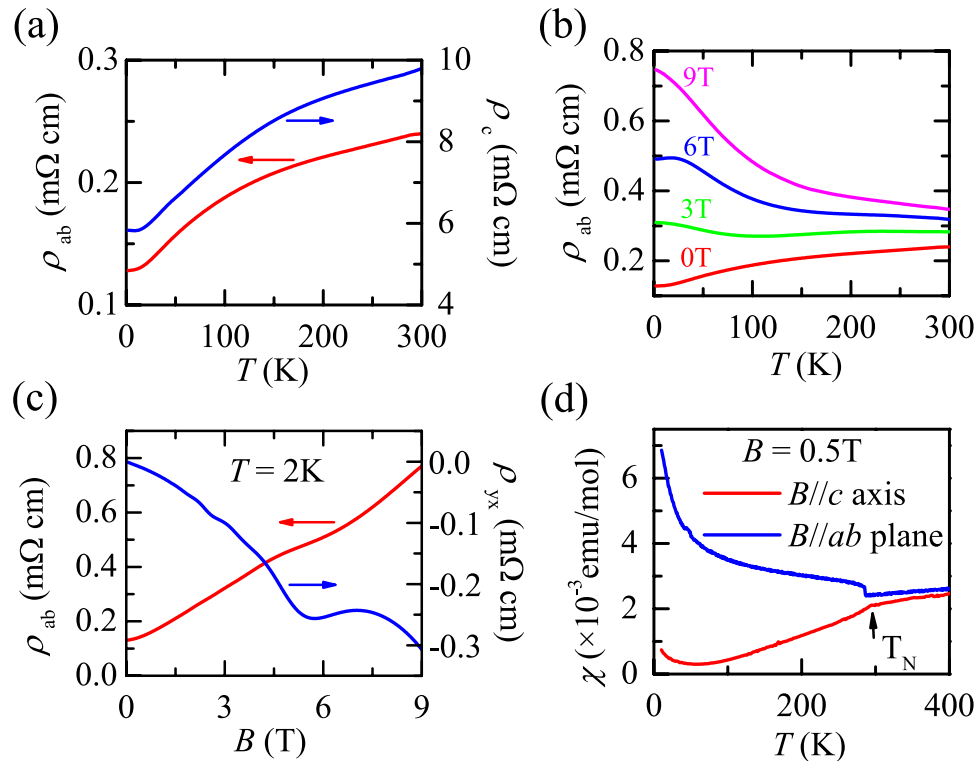 (a)
0.3
0.2
0.1
ρab (mΩ cm)
10
8
6
4
ρc (mΩ cm)
0 100 200 300
T (K)
(b)
0.8
0.6
0.4
0.2
ρab (mΩ cm)
9T
6T
3T
0T
0 100 200 300
T (K)
(c)
0.8
0.6
0.4
0.2
0.0
ρab (mΩ cm)
T = 2K
0.0
-0.1
-0.2
-0.3
ρyx (mΩ cm)
0 3 6 9
B (T)
(d)
6
4
2
0
χ (×10-3 emu/mol)
B = 0.5T
B//c axis
B//ab plane
TN
0 200 400
T (K)